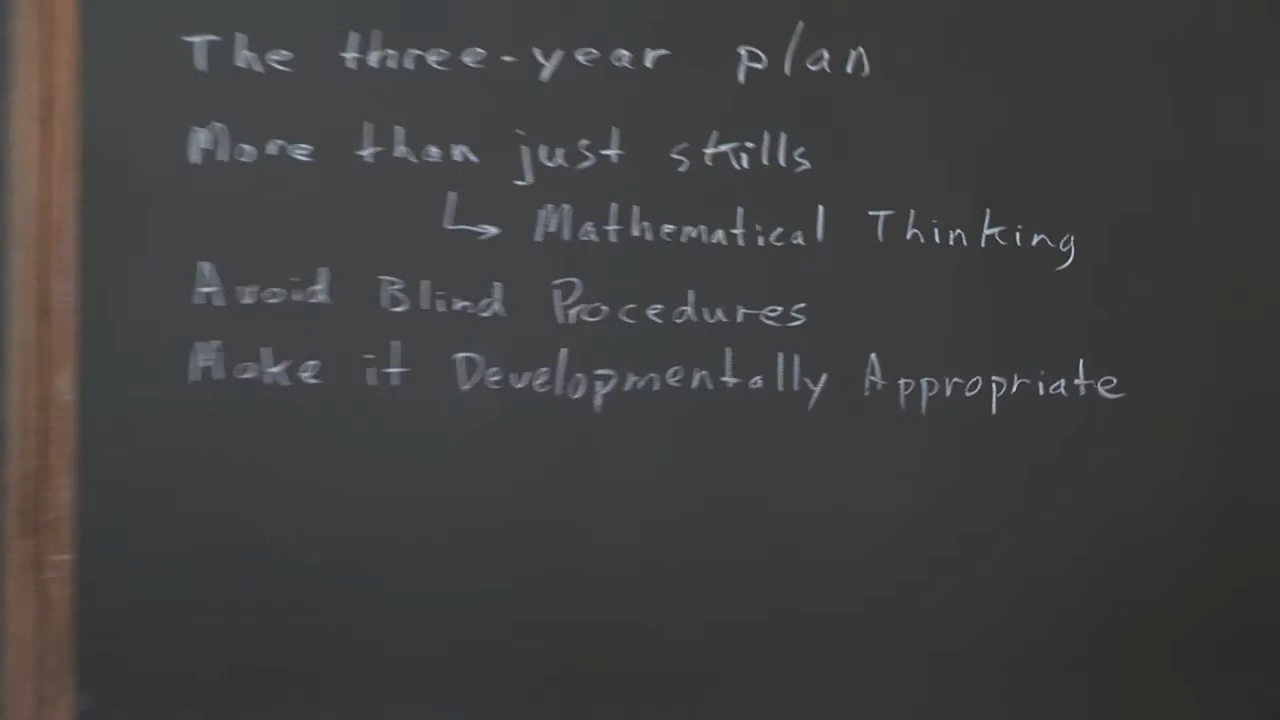 The three-year plan
More than just skills
↳ Mathematical Thinking
Avoid Blind Procedures
Make it Developmentally Appropriate